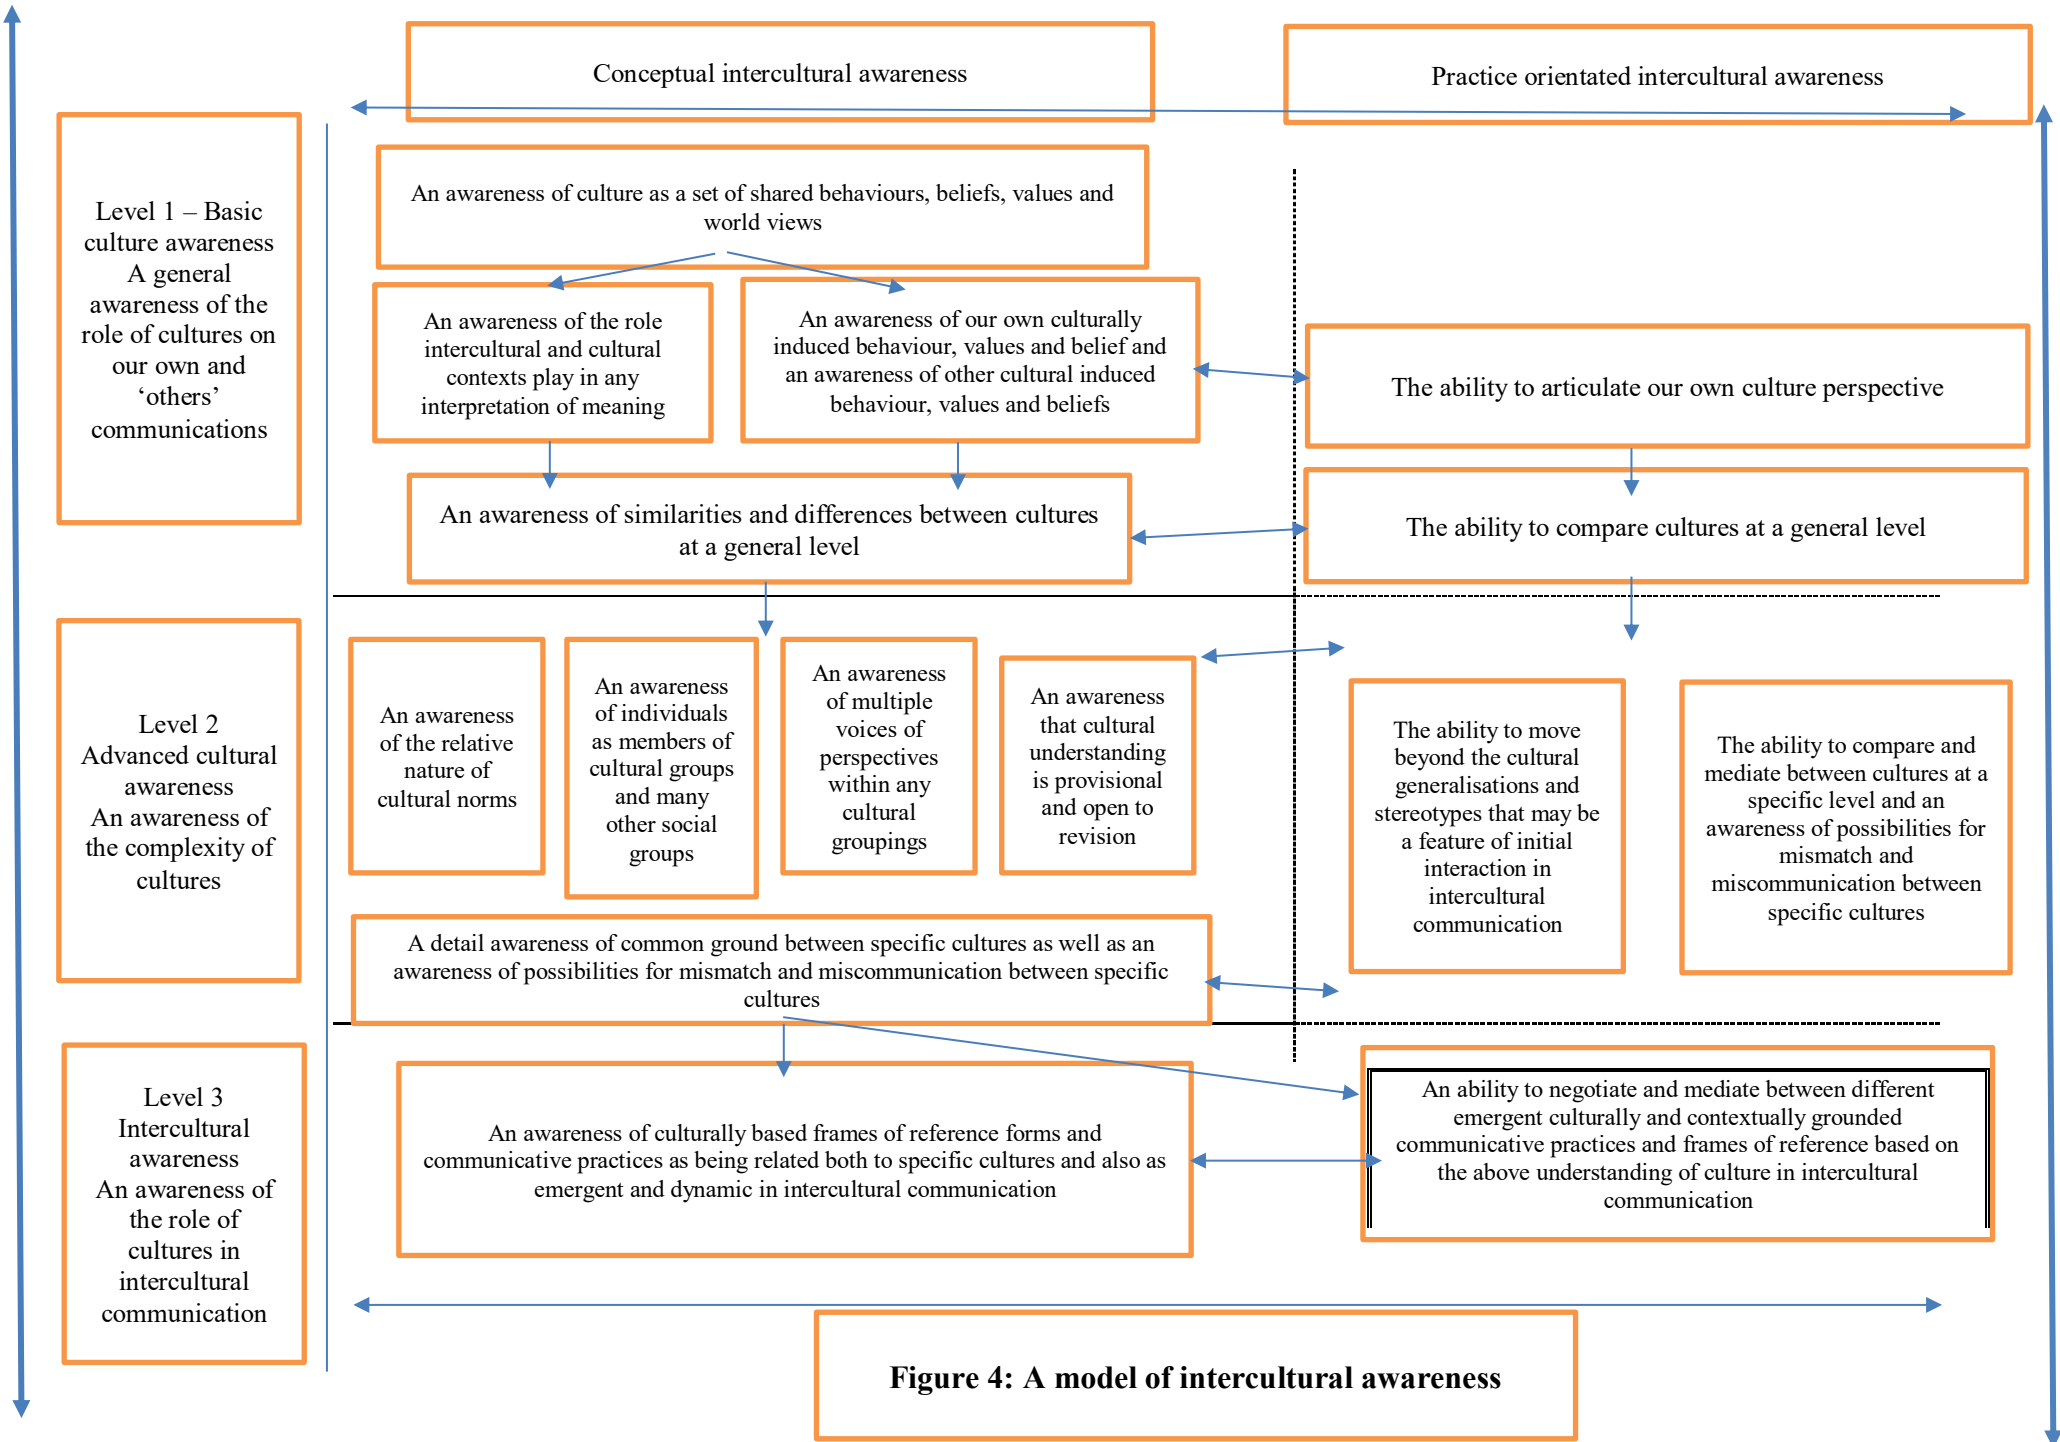 Conceptual intercultural awareness
Practice orientated intercultural awareness
Level 1 – Basic
culture awareness
A general
awareness of the
role of cultures on
our own and
‘others’
communications
An awareness of culture as a set of shared behaviours, beliefs, values and
world views
An awareness of the role
intercultural and cultural
contexts play in any
interpretation of meaning
An awareness of our own culturally
induced behaviour, values and belief and
an awareness of other cultural induced
behaviour, values and beliefs
The ability to articulate our own culture perspective
An awareness of similarities and differences between cultures
at a general level
The ability to compare cultures at a general level
Level 2
Advanced cultural
awareness
An awareness of
the complexity of
cultures
An awareness
of the relative
nature of
cultural norms
An awareness
of individuals
as members of
cultural groups
and many
other social
groups
An awareness
of multiple
voices of
perspectives
within any
cultural
groupings
An awareness
that cultural
understanding
is provisional
and open to
revision
The ability to move
beyond the cultural
generalisations and
stereotypes that may be
a feature of initial
interaction in
intercultural
communication
The ability to compare and
mediate between cultures at a
specific level and an
awareness of possibilities for
mismatch and
miscommunication between
specific cultures
A detail awareness of common ground between specific cultures as well as an
awareness of possibilities for mismatch and miscommunication between specific
cultures
Level 3
Intercultural
awareness
An awareness of
the role of
cultures in
intercultural
communication
An awareness of culturally based frames of reference forms and
communicative practices as being related both to specific cultures and also as
emergent and dynamic in intercultural communication
An ability to negotiate and mediate between different
emergent culturally and contextually grounded
communicative practices and frames of reference based on
the above understanding of culture in intercultural
communication
Figure 4: A model of intercultural awareness